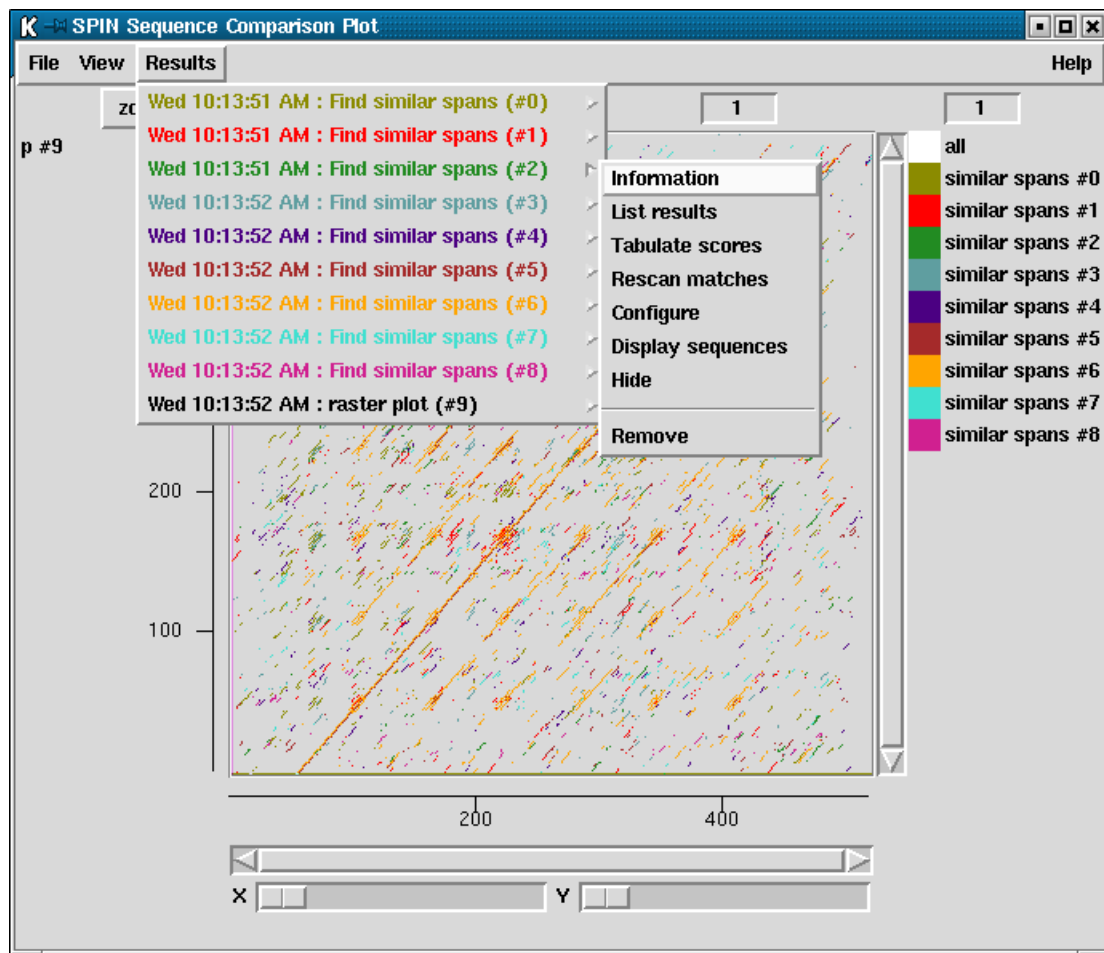 K SPIN Sequence Comparison Plot
File View Results Help
zo
1 1
p #9
Wed 10:13:51 AM : Find similar spans (#0)
Wed 10:13:51 AM : Find similar spans (#1)
Wed 10:13:51 AM : Find similar spans (#2)
Wed 10:13:52 AM : Find similar spans (#3)
Wed 10:13:52 AM : Find similar spans (#4)
Wed 10:13:52 AM : Find similar spans (#5)
Wed 10:13:52 AM : Find similar spans (#6)
Wed 10:13:52 AM : Find similar spans (#7)
Wed 10:13:52 AM : Find similar spans (#8)
Wed 10:13:52 AM : raster plot (#9)
Information
List results
Tabulate scores
Rescan matches
Configure
Display sequences
Hide
Remove
all
similar spans #0
similar spans #1
similar spans #2
similar spans #3
similar spans #4
similar spans #5
similar spans #6
similar spans #7
similar spans #8
200
100
200 400
X Y